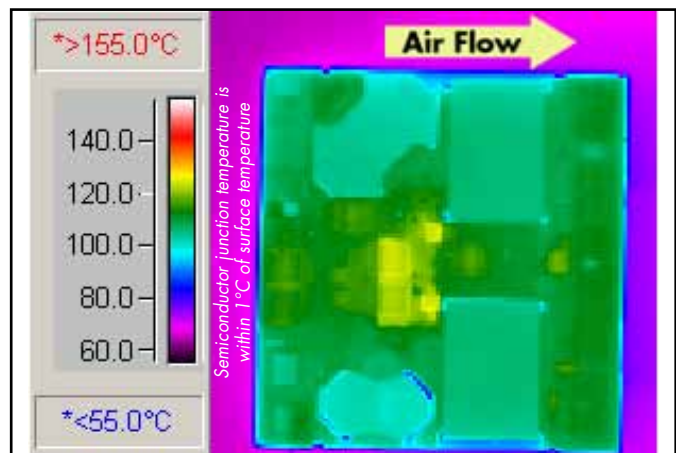 *>155.0°C
140.0
120.0
100.0
80.0
60.0
*<55.0°C
Semiconductor junction temperature is
within 1°C of surface temperature
Air Flow